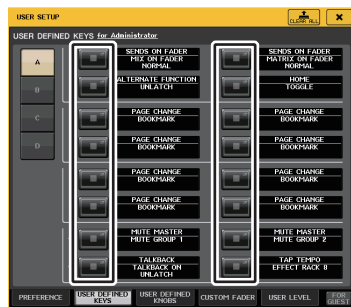 USER SETUP
CLEAR ALL
USER DEFINED KEYS for Administrator
A
B
C
D
SENDS ON FADER
MIX ON FADER
NORMAL
SENDS ON FADER
MATRIX ON FADER
NORMAL
ALTERNATE FUNCTION
UNLATCH
HOME
TOGGLE
PAGE CHANGE
BOOKMARK
PAGE CHANGE
BOOKMARK
PAGE CHANGE
BOOKMARK
PAGE CHANGE
BOOKMARK
PAGE CHANGE
BOOKMARK
PAGE CHANGE
BOOKMARK
PAGE CHANGE
BOOKMARK
PAGE CHANGE
BOOKMARK
MUTE MASTER
MUTE GROUP 1
MUTE MASTER
MUTE GROUP 2
TALKBACK
TALKBACK ON
UNLATCH
TAP TEMPO
EFFECT RACK 8
PREFERENCE
USER DEFINED KEYS
USER DEFINED KNOBS
CUSTOM FADER
USER LEVEL
FOR GUEST